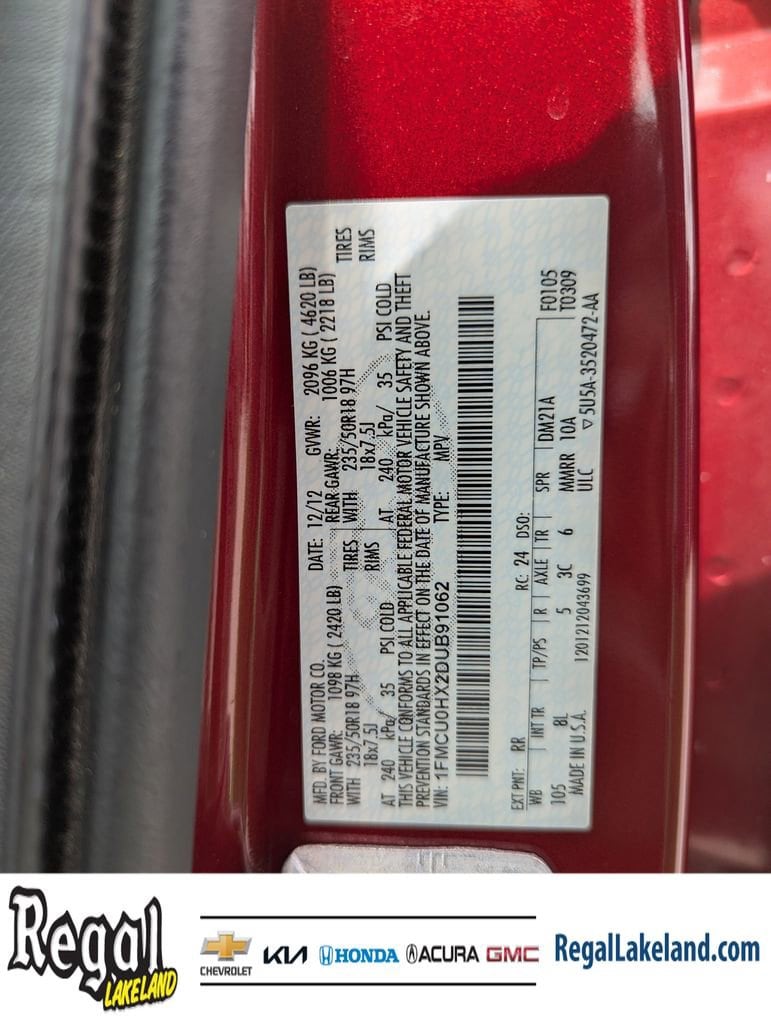 MFD. BY FORD MOTOR CO. DATE: 12/12 GVWR: 2096 KG ( 4620 LB)
FRONT GAWR: 1098 KG ( 2420 LB) REAR GAWR: 1006 KG ( 2218 LB)
WITH 235/50R18 97H TIRES WITH 235/50R18 97H TIRES
18x7.5J RIMS 18x7.5J RIMS
AT 240 kPa/ 35 PSI COLD AT 240 kPa/ 35 PSI COLD
THIS VEHICLE CONFORMS TO ALL APPLICABLE FEDERAL MOTOR VEHICLE SAFETY AND THEFT
PREVENTION STANDARDS IN EFFECT ON THE DATE OF MANUFACTURE SHOWN ABOVE.
VIN: 1FMCU0HX2DUB91062 TYPE: MPV
EXT PNT: RR RC: 24 DSO:
WB INT TR TP/PS R AXLE TR SPR DM21A F0105
105 8L 5 3C 6 MMRR 10A T0309
MADE IN U.S.A. 120121204​3699 ULC ▽5U5A-3520472-AA
Regal
LAKELAND
CHEVROLET KIA HONDA ACURA GMC
RegalLakeland.com